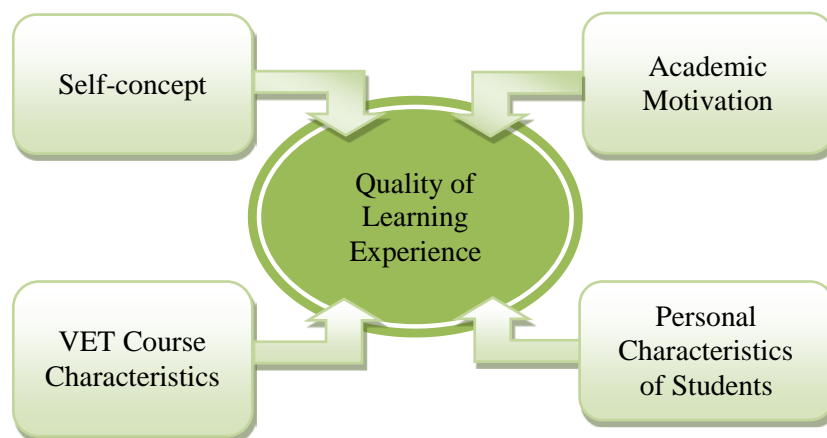 Self-concept
Academic
Motivation
Quality of
Learning
Experience
VET Course
Characteristics
Personal
Characteristics
of Students